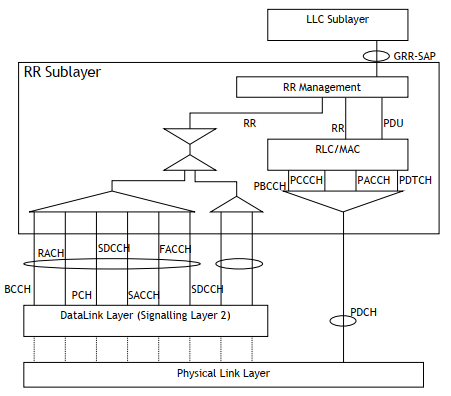 LLC Sublayer
GRR-SAP
RR Sublayer
RR Management
RR
RR
PDU
RLC/MAC
PBCCH
PCCCH
PACCH
PDTCH
RACH
SDCCH
FACCH
BCCH
PCH
SACCH
SDCCH
DataLink Layer (Signalling Layer 2)
PDCH
Physical Link Layer